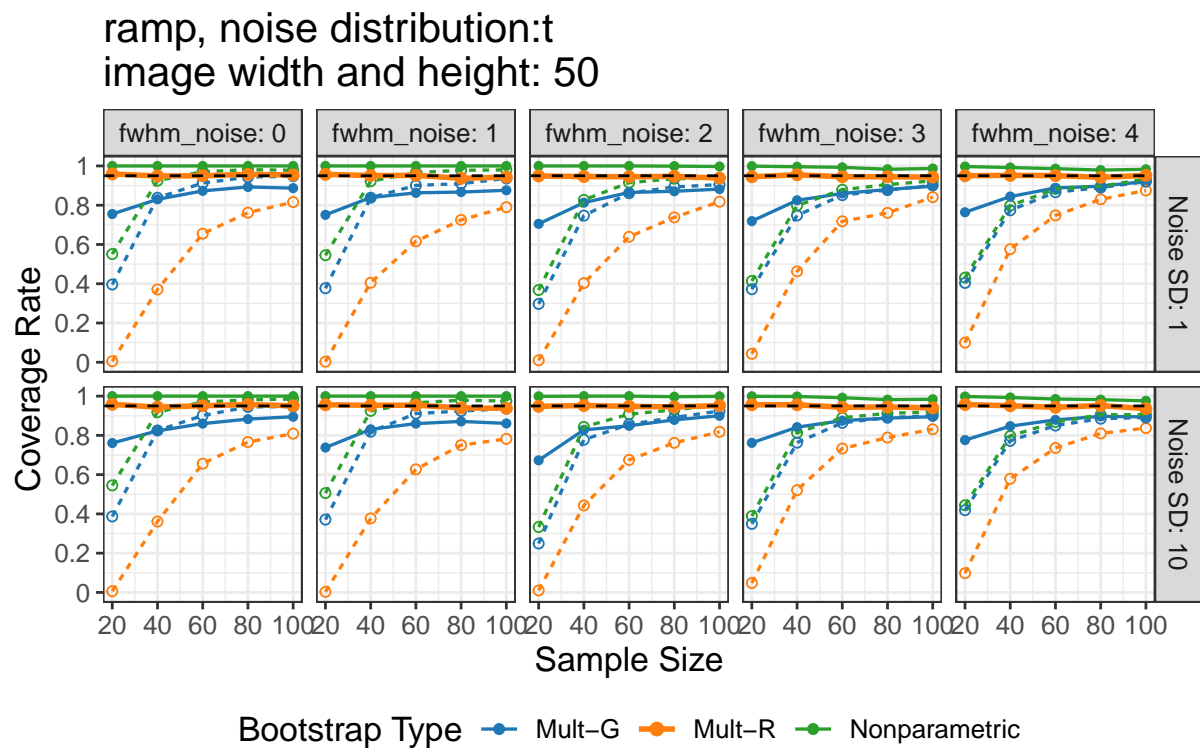 ramp, noise distribution:t
image width and height: 50
fwhm_noise: 0 fwhm_noise: 1 fwhm_noise: 2 fwhm_noise: 3 fwhm_noise: 4
1
0.8
0.6
0.4
0.2
0
Noise SD: 1
1
0.8
0.6
0.4
0.2
0
Noise SD: 10
Coverage Rate
20 40 60 80 100 20 40 60 80 100 20 40 60 80 100 20 40 60 80 100 20 40 60 80 100
Sample Size
Bootstrap Type Mult−G Mult−R Nonparametric